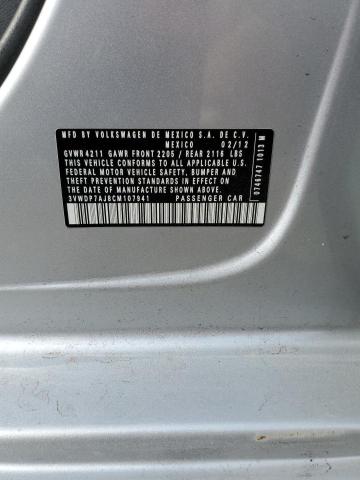 MFD BY VOLKSWAGEN DE MEXICO S.A. DE C.V.
MEXICO 02/12
GVWR 4211 GAWR FRONT 2205 / REAR 2116 LBS
THIS VEHICLE CONFORMS TO ALL APPLICABLE U.S.
FEDERAL MOTOR VEHICLE SAFETY, BUMPER AND
THEFT PREVENTION STANDARDS IN EFFECT ON
THE DATE OF MANUFACTURE SHOWN ABOVE.
3VWDP7AJ8CM107941 PASSENGER CAR
0746747 1013 M